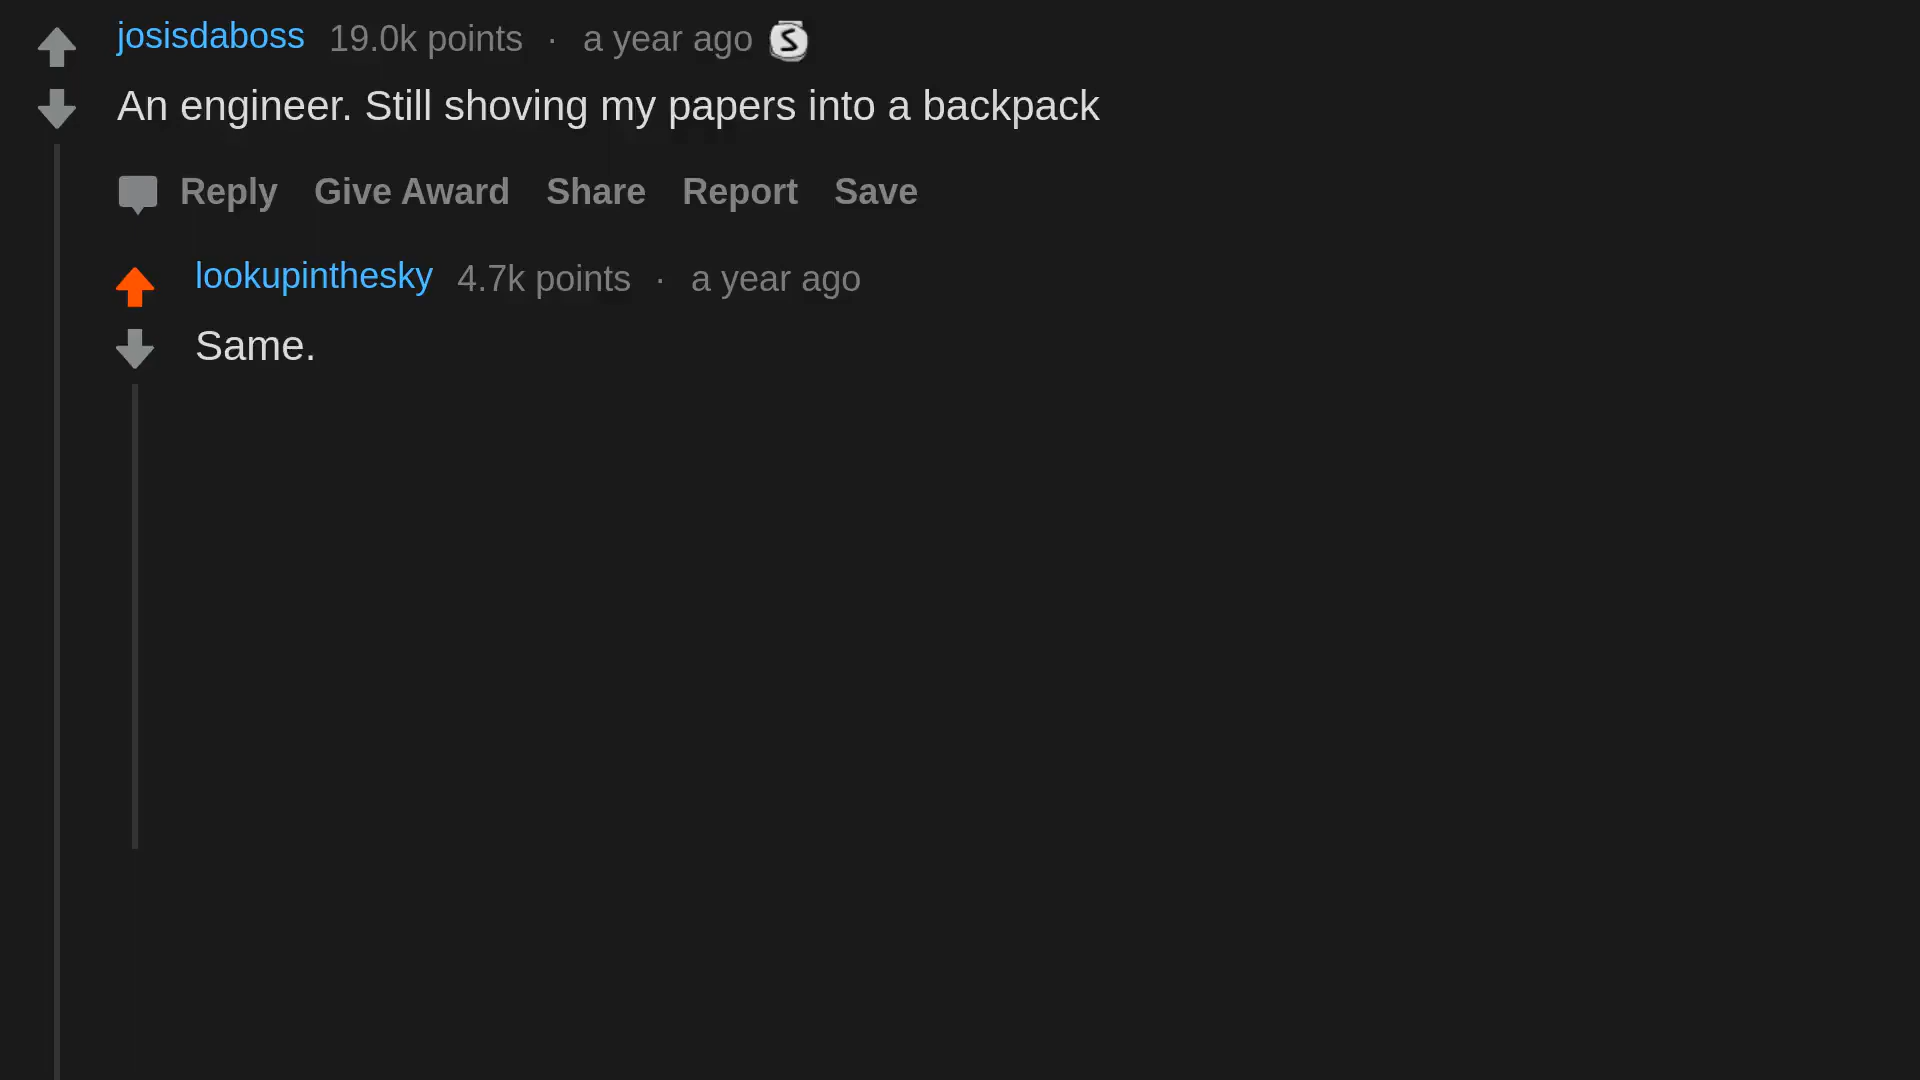 josisdaboss 19.0k points · a year ago S
An engineer. Still shoving my papers into a backpack
Reply Give Award Share Report Save
lookupinthesky 4.7k points · a year ago
Same.